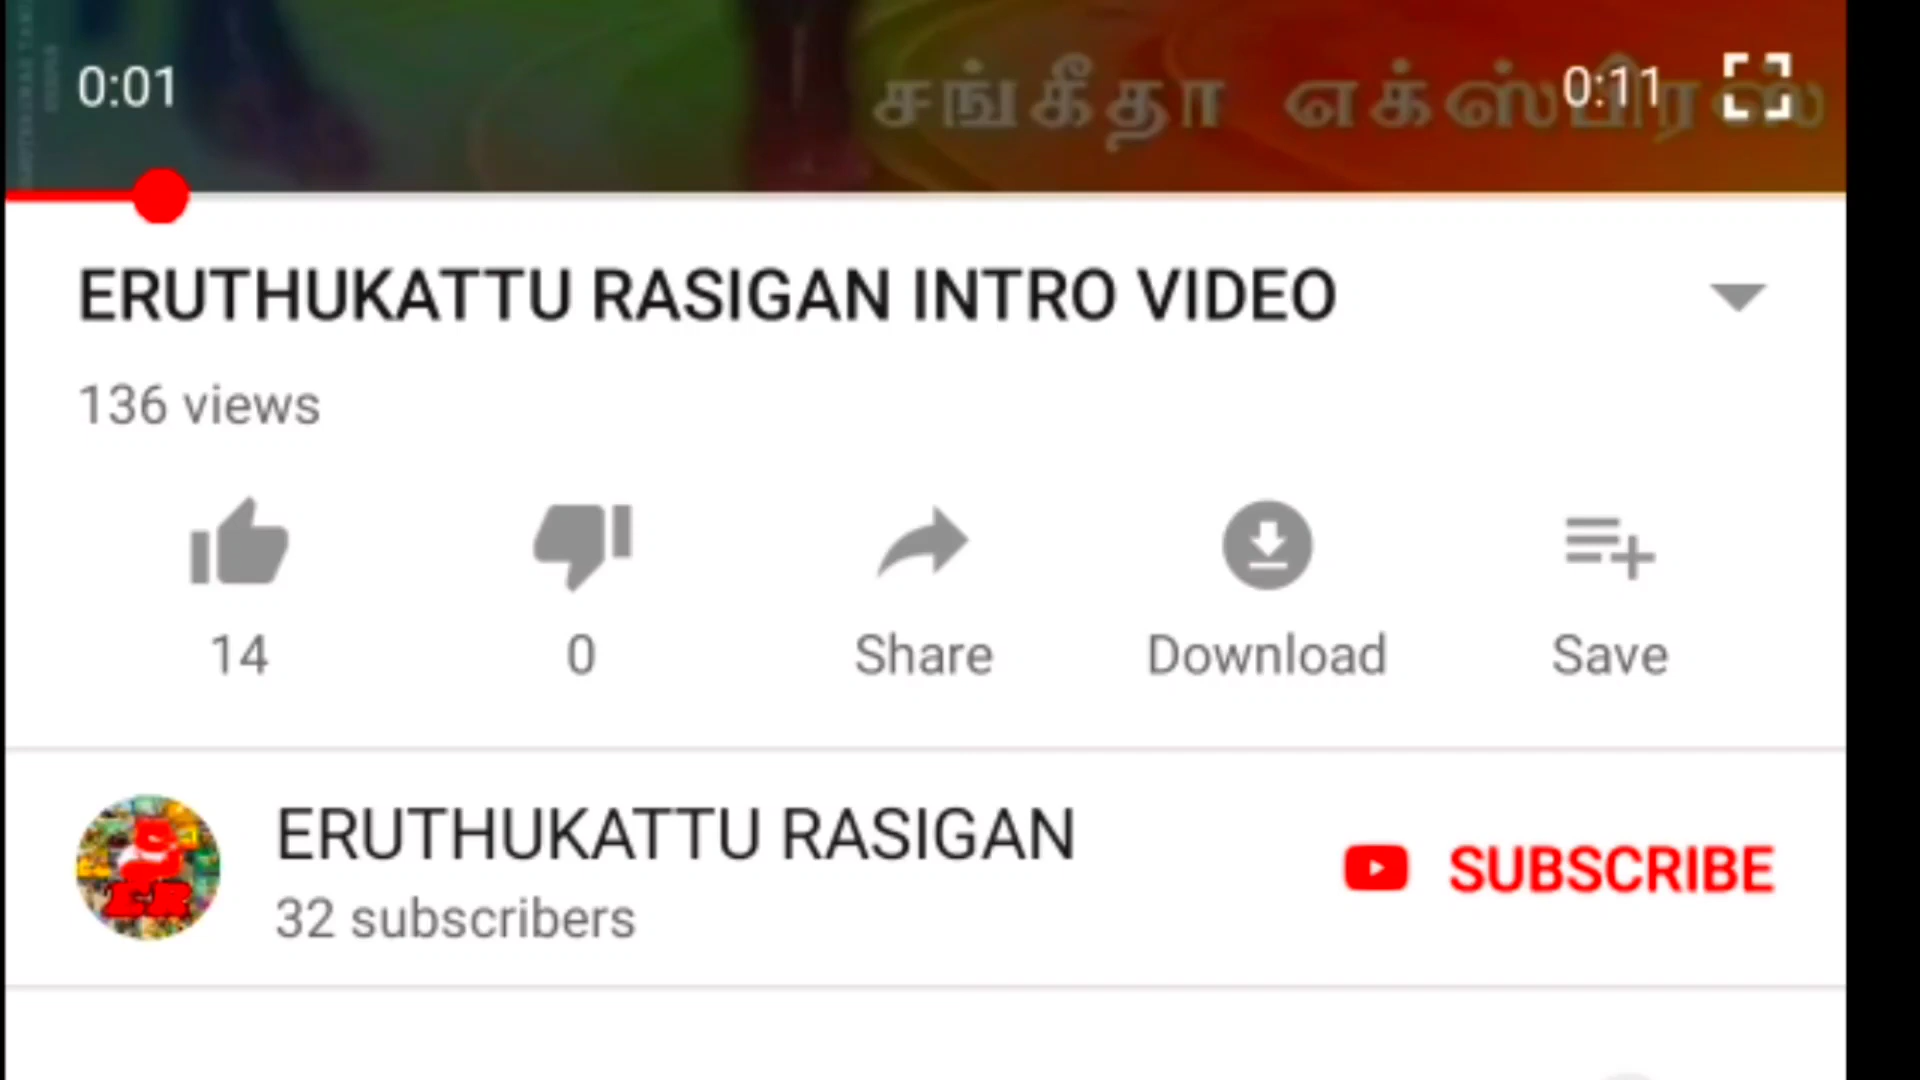 0:01
சங்கீதா எக்ஸ்பிரஸ்
0:11
ERUTHUKATTU RASIGAN INTRO VIDEO
136 views
14
0
Share
Download
Save
ER
ERUTHUKATTU RASIGAN
SUBSCRIBE
32 subscribers